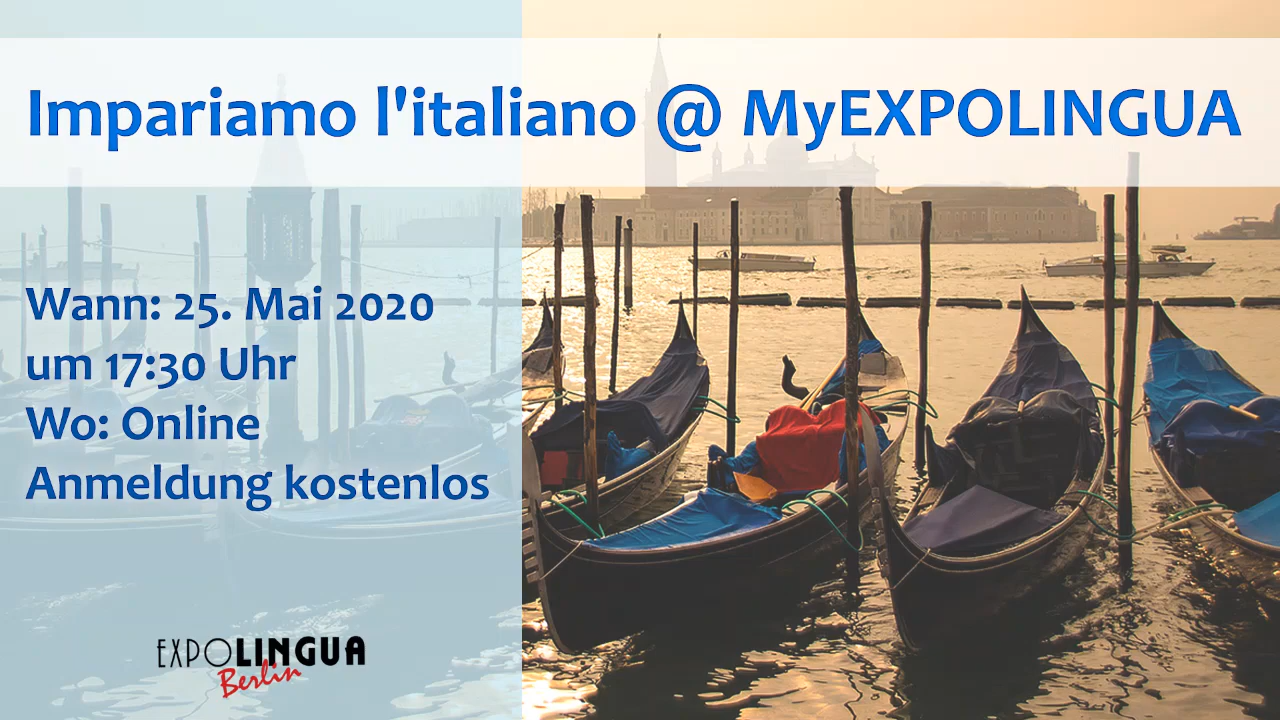 Impariamo l'italiano @ MyEXPOLINGUA
Wann: 25. Mai 2020
um 17:30 Uhr
Wo: Online
Anmeldung kostenlos
EXPOLINGUA
Berlin